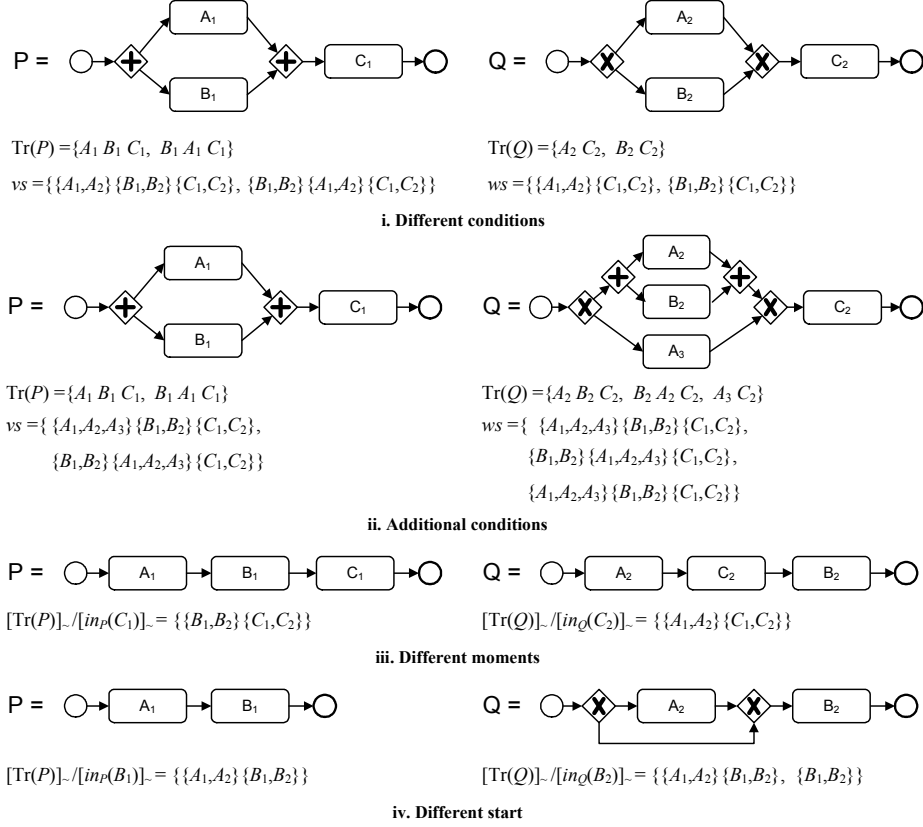 A₁
A₂
P =
C₁
Q =
C₂
B₁
B₂
Tr(P) ={A₁ B₁ C₁, B₁ A₁ C₁}
Tr(Q) ={A₂ C₂, B₂ C₂}
vs ={{A₁,A₂}{B₁,B₂}{C₁,C₂}, {B₁,B₂}{A₁,A₂}{C₁,C₂}}
ws ={{A₁,A₂}{C₁,C₂}, {B₁,B₂}{C₁,C₂}}
i. Different conditions
A₁
A₂
P =
C₁
Q =
B₂
C₂
B₁
A₃
Tr(P) ={A₁ B₁ C₁, B₁ A₁ C₁}
Tr(Q) ={A₂ B₂ C₂, B₂ A₂ C₂, A₃ C₂}
vs ={ {A₁,A₂,A₃}{B₁,B₂}{C₁,C₂},
ws ={ {A₁,A₂,A₃}{B₁,B₂}{C₁,C₂},
{B₁,B₂}{A₁,A₂,A₃}{C₁,C₂}}
{B₁,B₂}{A₁,A₂,A₃}{C₁,C₂},
{A₁,A₂,A₃}{B₁,B₂}{C₁,C₂}}
ii. Additional conditions
P = A₁ B₁ C₁
Q = A₂ C₂ B₂
[Tr(P)]~/[inP(C₁)]~= {{B₁,B₂}{C₁,C₂}}
[Tr(Q)]~/[inQ(C₂)]~= {{A₁,A₂}{C₁,C₂}}
iii. Different moments
P = A₁ B₁
Q = A₂ B₂
[Tr(P)]~/[inP(B₁)]~= {{A₁,A₂}{B₁,B₂}}
[Tr(Q)]~/[inQ(B₂)]~= {{A₁,A₂}{B₁,B₂}, {B₁,B₂}}
iv. Different start